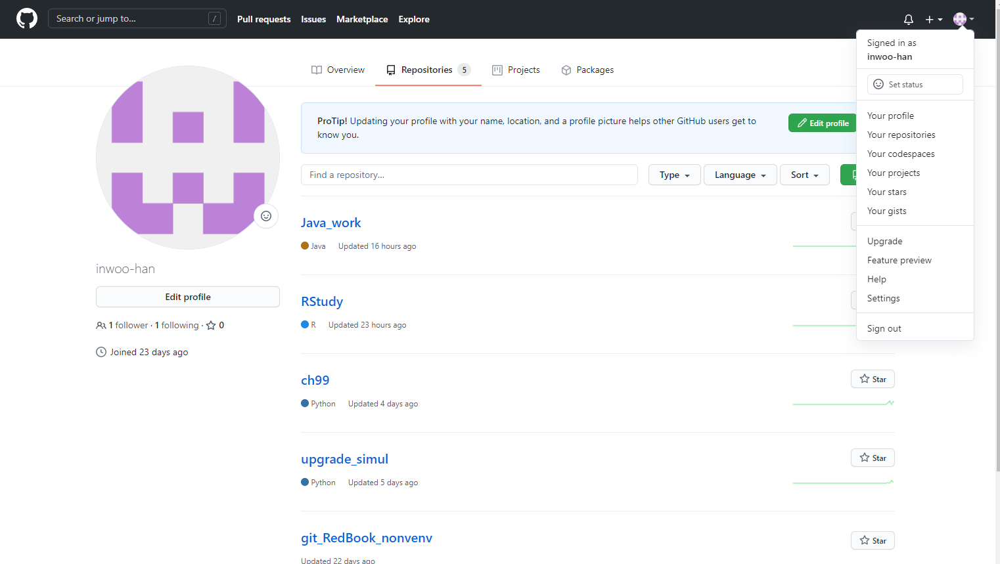 Search or jump to... /
Pull requests Issues Marketplace Explore
Signed in as
inwoo-han
Set status
Your profile
Your repositories
Your codespaces
Your projects
Your stars
Your gists
Upgrade
Feature preview
Help
Settings
Sign out
Overview Repositories 5 Projects Packages
ProTip! Updating your profile with your name, location, and a profile picture helps other GitHub users get to
know you.
Edit profile
Find a repository... Type Language Sort
inwoo-han
Edit profile
1 follower · 1 following · 0
Joined 23 days ago
Java_work
Java Updated 16 hours ago
RStudy
R Updated 23 hours ago
ch99
Star
Python Updated 4 days ago
upgrade_simul
Star
Python Updated 5 days ago
git_RedBook_nonvenv
Star
Updated 22 days ago